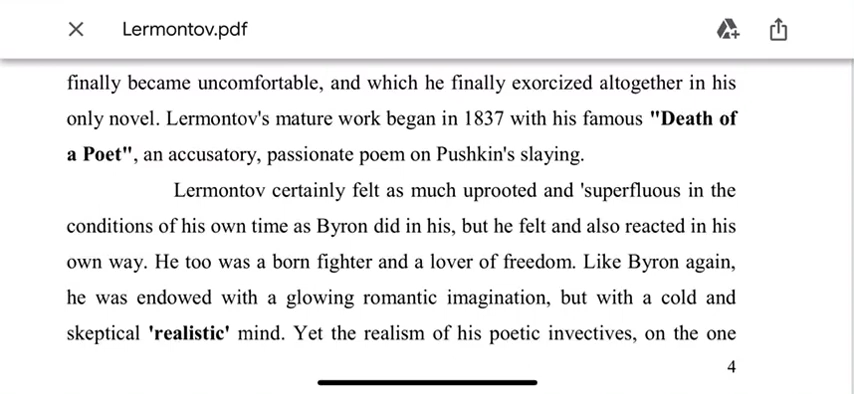 Lermontov.pdf
finally became uncomfortable, and which he finally exorcized altogether in his
only novel. Lermontov's mature work began in 1837 with his famous "Death of
a Poet", an accusatory, passionate poem on Pushkin's slaying.
Lermontov certainly felt as much uprooted and 'superfluous in the
conditions of his own time as Byron did in his, but he felt and also reacted in his
own way. He too was a born fighter and a lover of freedom. Like Byron again,
he was endowed with a glowing romantic imagination, but with a cold and
skeptical 'realistic' mind. Yet the realism of his poetic invectives, on the one
4